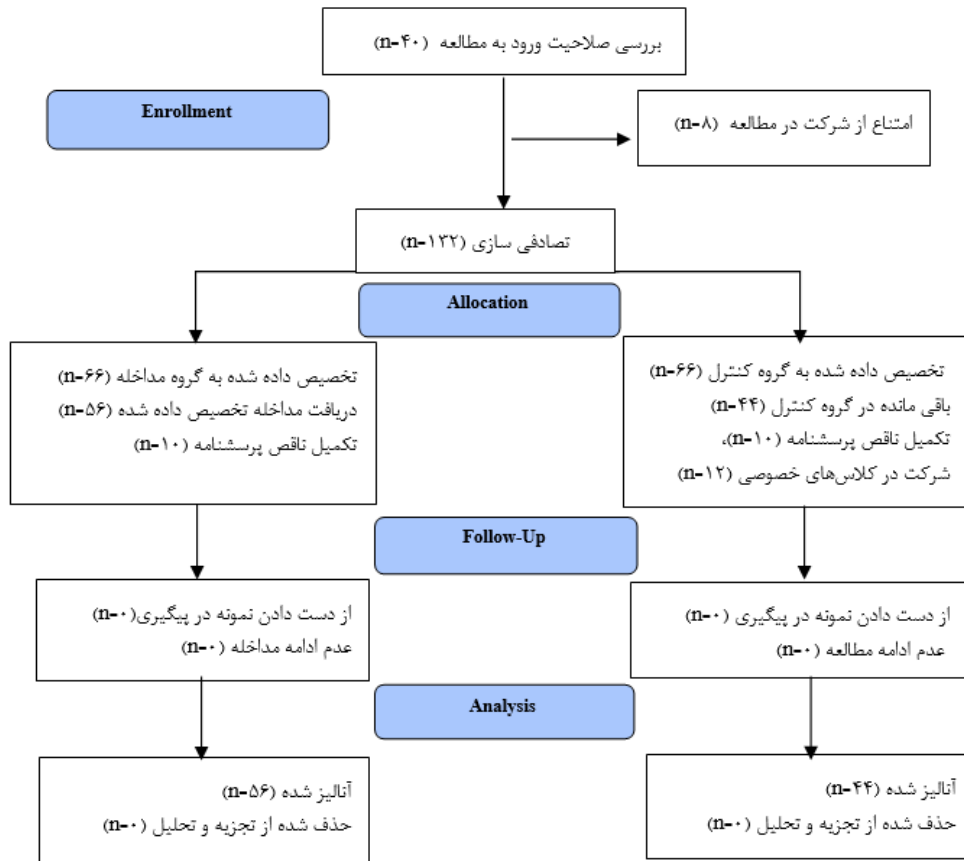 بررسی صلاحیت ورود به مطالعه (n-۴۰)
Enrollment
امتناع از شرکت در مطالعه (n-۸)
تصادفی سازی (n-۱۳۲)
Allocation
تخصیص داده شده به گروه مداخله (n-۶۶)
دریافت مداخله تخصیص داده شده (n-۵۶)
تکمیل ناقص پرسشنامه (n-۱۰)
تخصیص داده شده به گروه کنترل (n-۶۶)
باقی مانده در گروه کنترل (n-۴۴)
تکمیل ناقص پرسشنامه (n-۱۰)،
شرکت در کلاس‌های خصوصی (n-۱۲)
Follow-Up
از دست دادن نمونه در پیگیری(n-۰)
عدم ادامه مداخله (n-۰)
از دست دادن نمونه در پیگیری (n-۰)
عدم ادامه مطالعه (n-۰)
Analysis
آنالیز شده (n-۵۶)
حذف شده از تجزیه و تحلیل (n-۰)
آنالیز شده (n-۴۴)
حذف شده از تجزیه و تحلیل (n-۰)